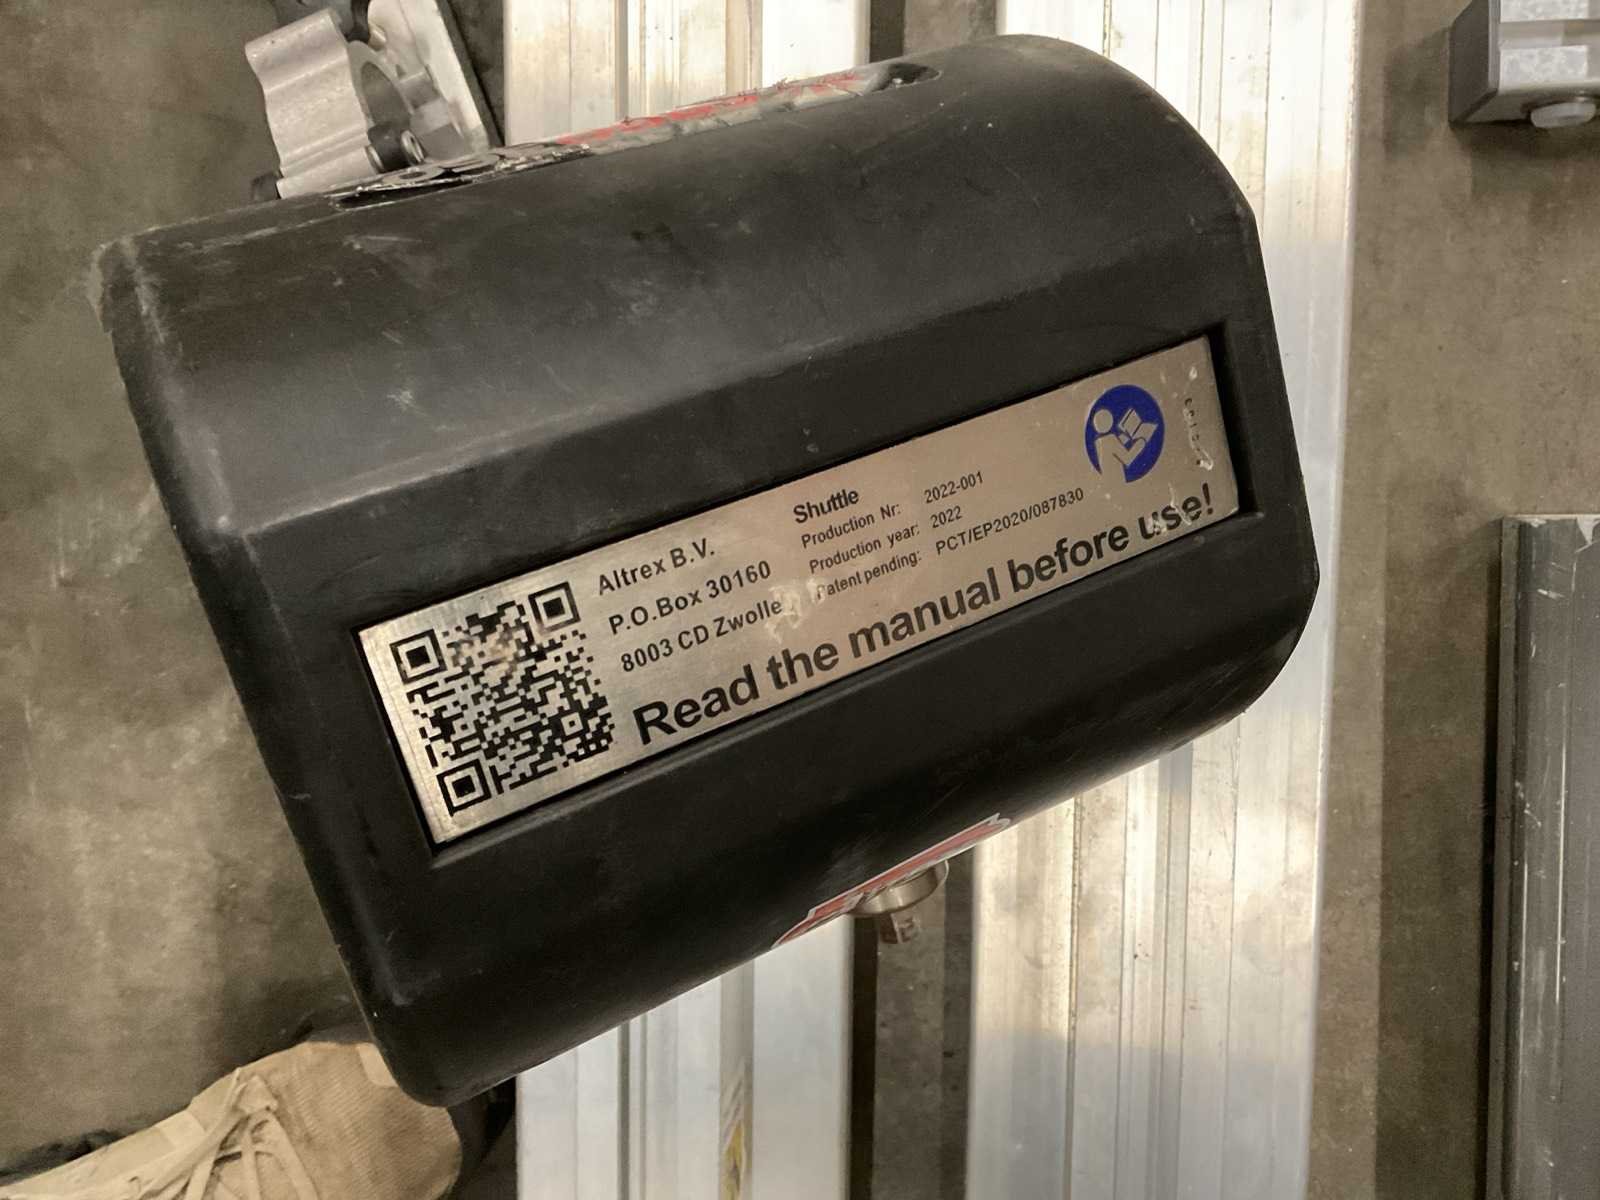 Altrex B.V.
P.O.Box 30160
8003 CD Zwolle
Shuttle
Production Nr: 2022-001
Production year: 2022
Patent pending: PCT/EP2020/087830
Read the manual before use!